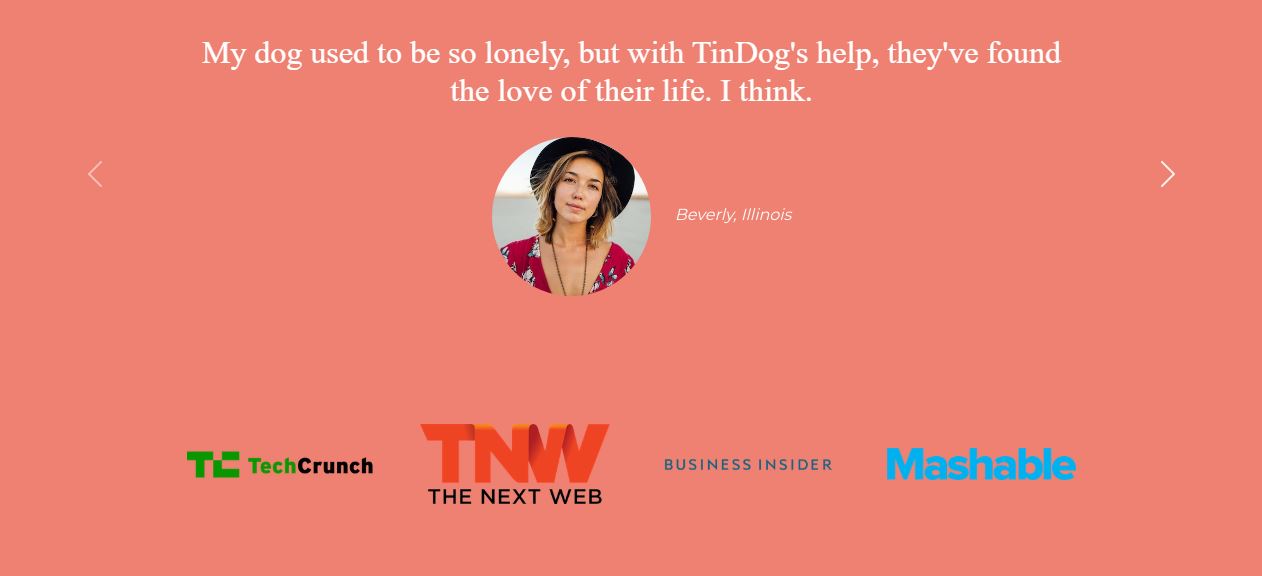 My dog used to be so lonely, but with TinDog's help, they've found
the love of their life. I think.
Beverly, Illinois
TC TechCrunch
TNW
THE NEXT WEB
BUSINESS INSIDER
Mashable